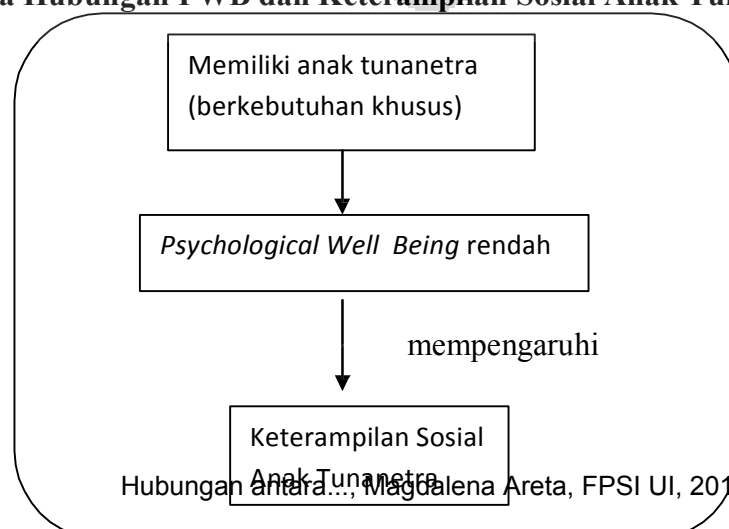 Hubungan PWB dan Keterampilan Sosial Anak
Memiliki anak tunanetra
(berkebutuhan khusus)
Psychological Well Being rendah
mempengaruhi
Keterampilan Sosial
Anak Tunanetra
Hubungan antara..., Magdalena Areta, FPSI UI, 201